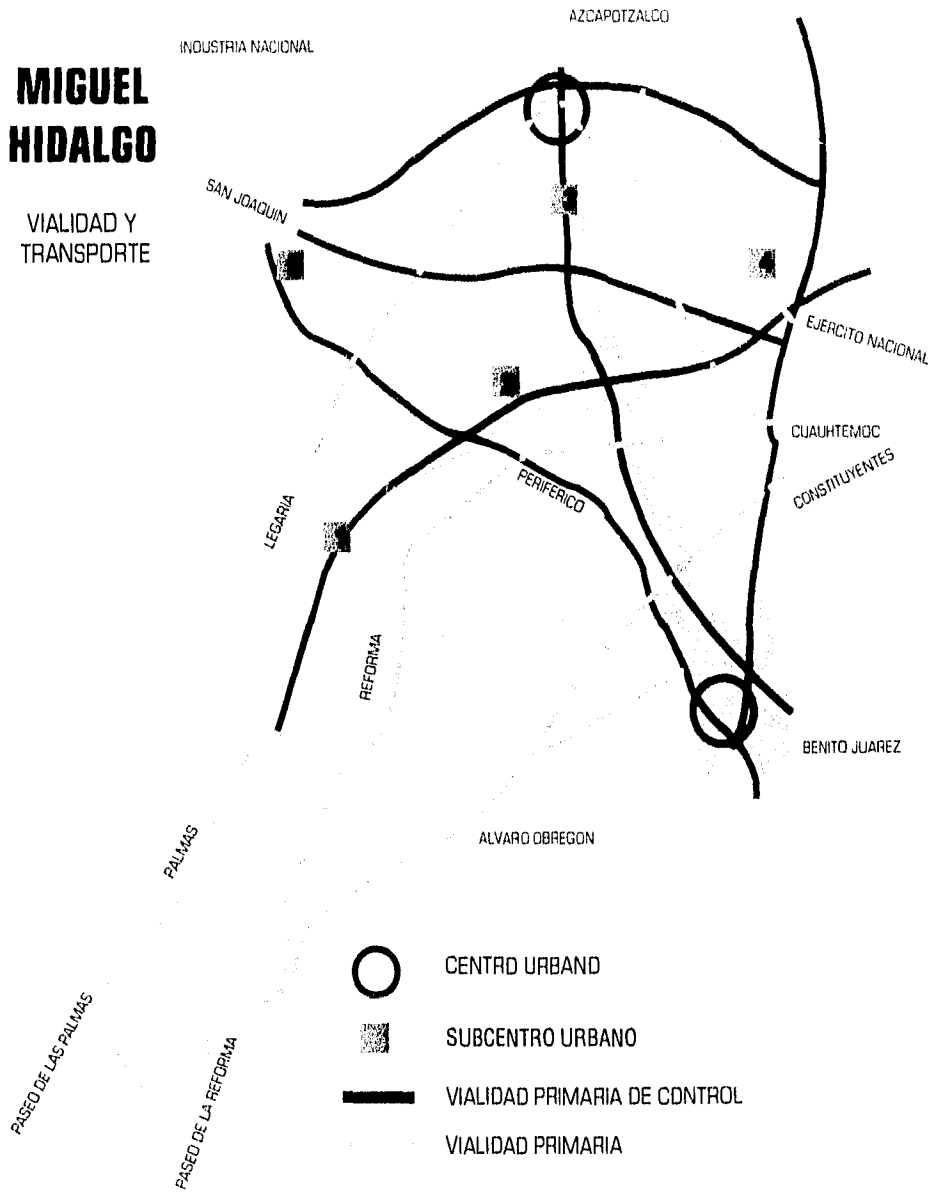 AZCAPOTZALCO
INDUSTRIA NACIONAL
MIGUEL
HIDALGO
SAN JOAQUIN
VIALIDAD Y
TRANSPORTE
EJERCITO NACIONAL
CUAUHTEMOC
CONSTITUYENTES
PERIFERICO
LEGARIA
REFORMA
BENITO JUAREZ
ALVARO OBREGON
PALMAS
PASEO DE LAS PALMAS
PASEO DE LA REFORMA
CENTRO URBANO
SUBCENTRO URBANO
VIALIDAD PRIMARIA DE CONTROL
VIALIDAD PRIMARIA